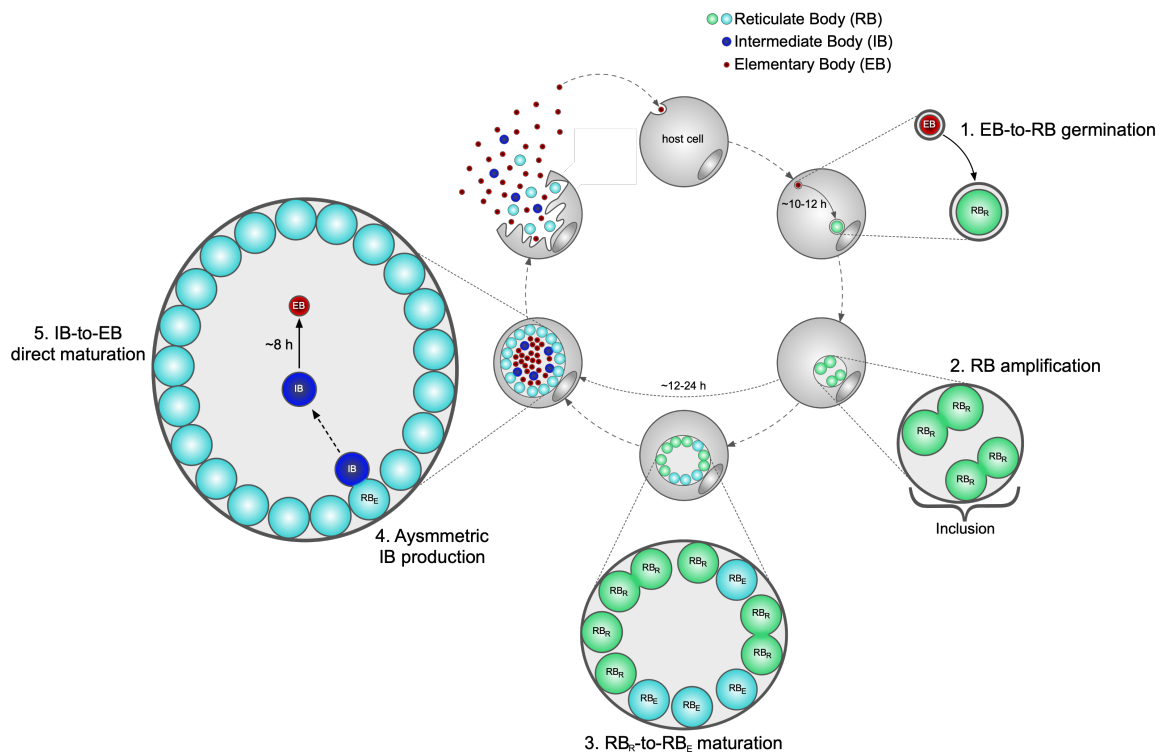 Reticulate Body (RB)
Intermediate Body (IB)
Elementary Body (EB)
host cell
EB
1. EB-to-RB germination
RBR
~10-12 h
2. RB amplification
RBR
RBR
RBR
RBR
Inclusion
~12-24 h
RBR
RBR
RBR
RBE
RBR
RBR
RBR
RBR
RBE
RBE
RBE
3. RBR-to-RBE maturation
4. Aysmmetric
IB production
IB
RBE
IB
~8 h
EB
5. IB-to-EB
direct maturation